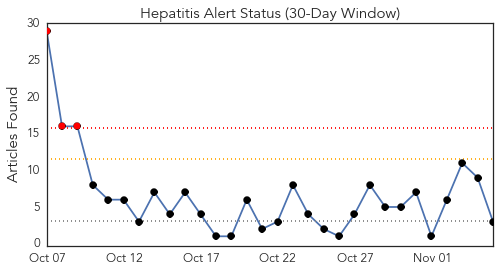 Hepatitis Alert Status (30-Day Window)
Articles Found
30
25
20
15
10
5
0
Oct 07 Oct 12 Oct 17 Oct 22 Oct 27 Nov 01